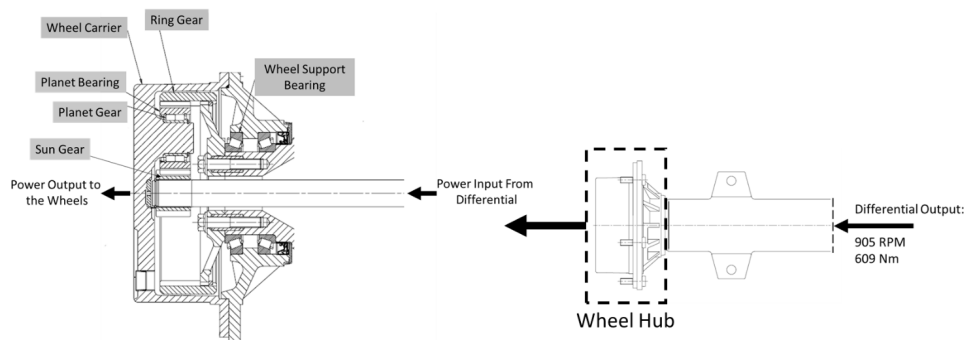 Ring Gear
Wheel Carrier
Wheel Support
Bearing
Planet Bearing
Planet Gear
Sun Gear
Power Output to
the Wheels
Power Input From
Differential
Differential Output:
905 RPM
609 Nm
Wheel Hub